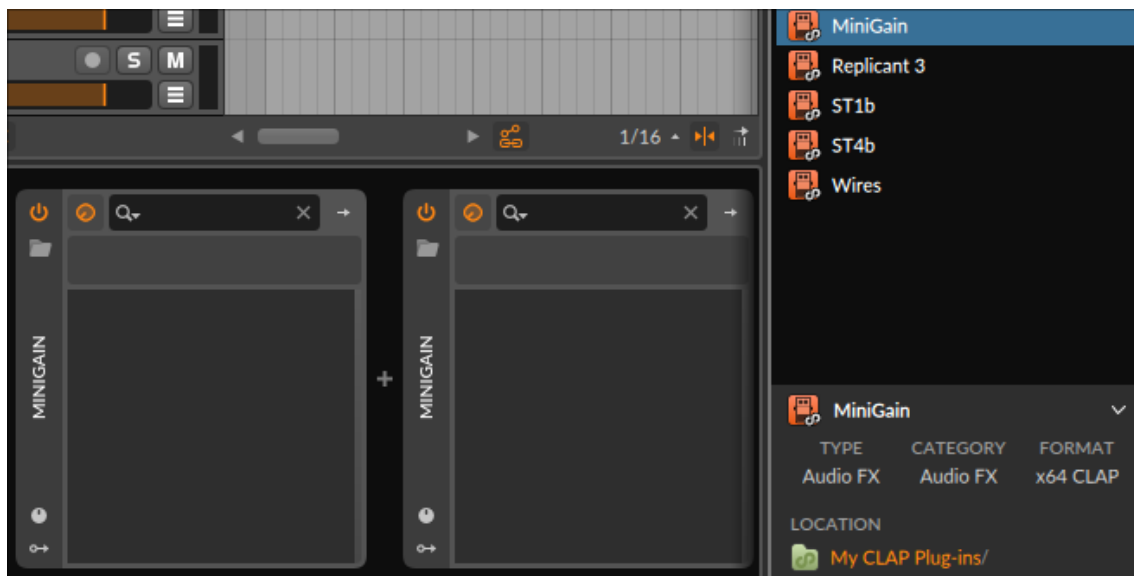 S M
1/16
MINIGAIN
MINIGAIN
MiniGain
Replicant 3
ST1b
ST4b
Wires
MiniGain
TYPE CATEGORY FORMAT
Audio FX Audio FX x64 CLAP
LOCATION
My CLAP Plug-ins/